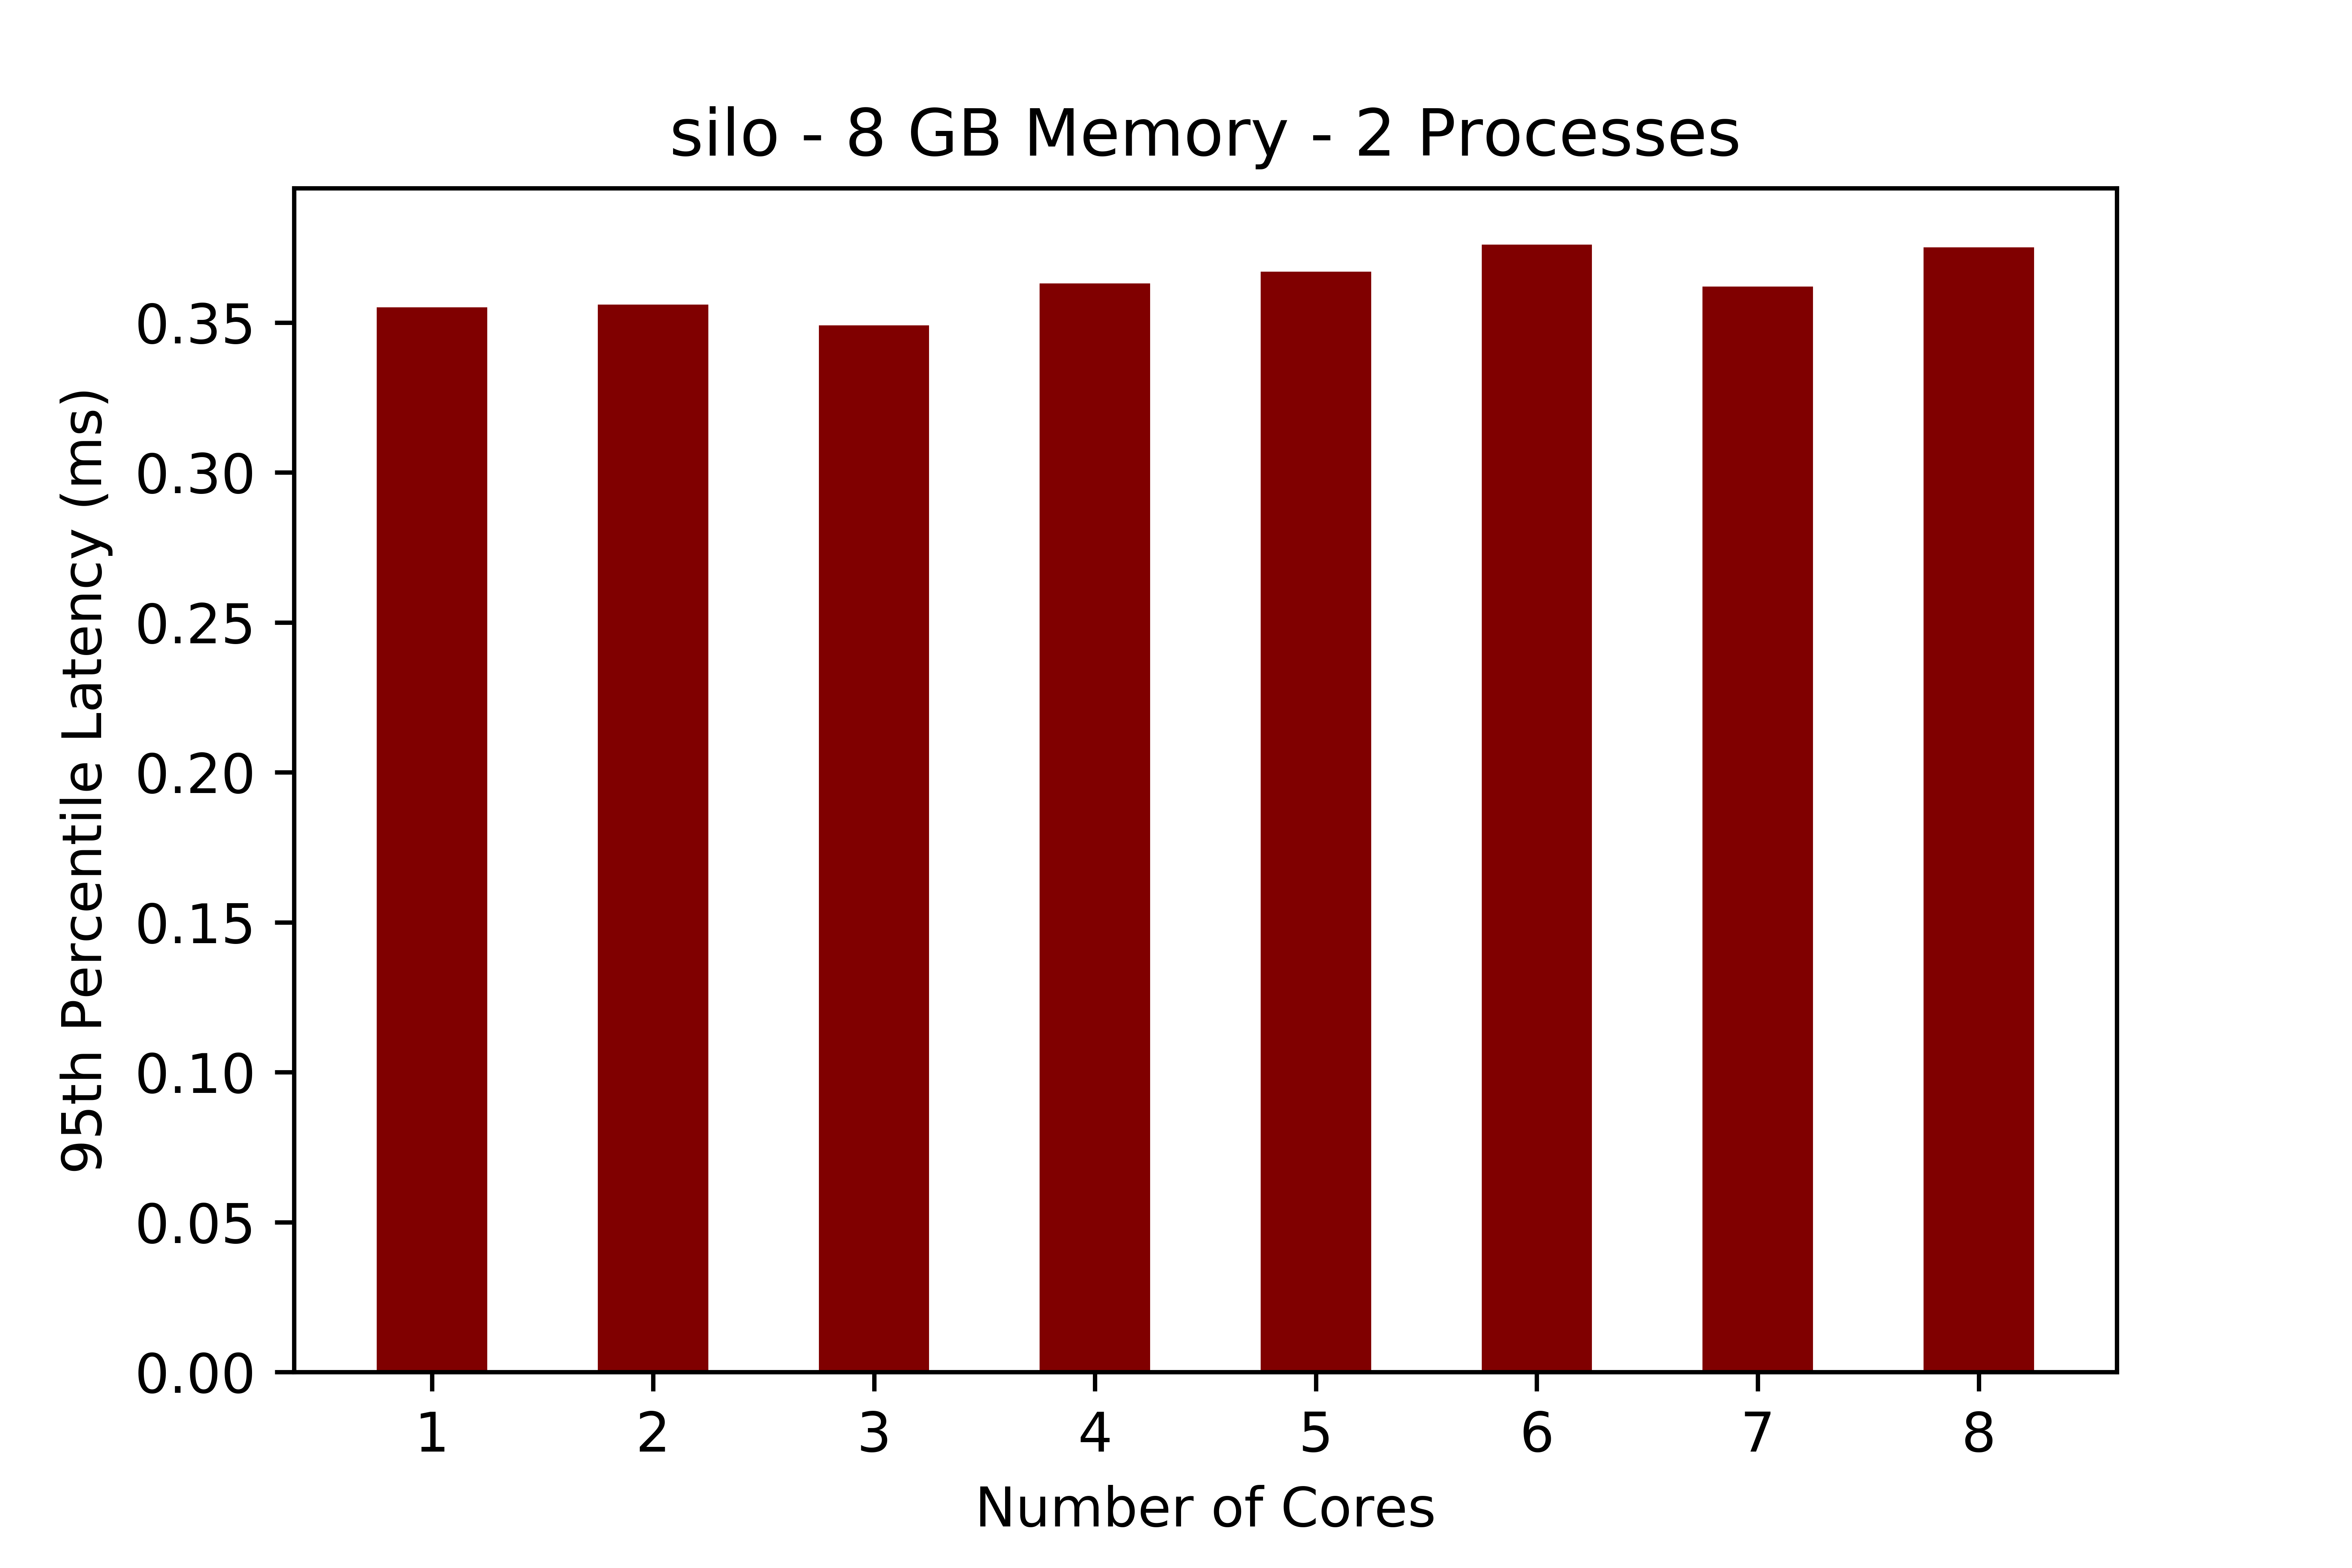 silo - 8 GB Memory - 2 Processes
95th Percentile Latency (ms)
0.35
0.30
0.25
0.20
0.15
0.10
0.05
0.00
1 2 3 4 5 6 7 8
Number of Cores